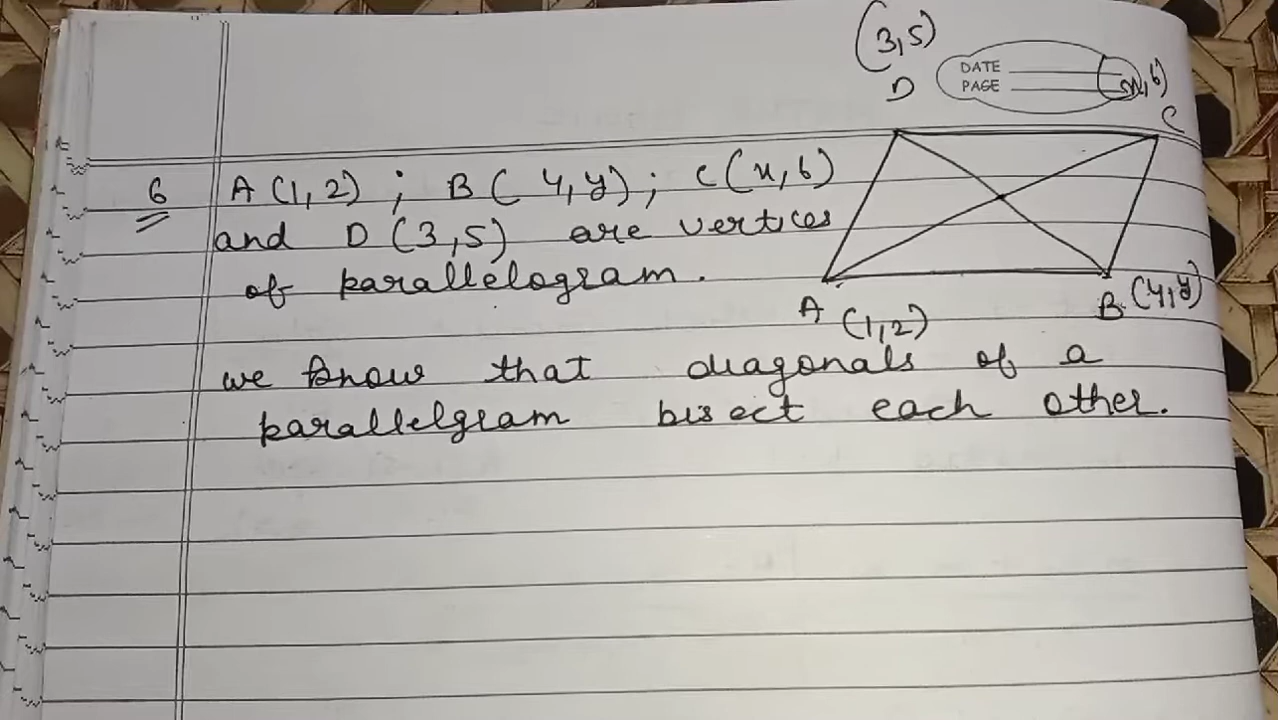 (3,5)
D
DATE
PAGE
(x,6)
C
6 A(1,2) ; B( 4,y) ; C(x,6)
and D(3,5) are vertices
of parallelogram.
A (1,2)
B (4,y)
we know that diagonals of a
parallelgram bisect each other.